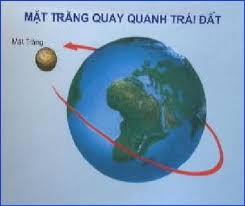 MẶT TRĂNG QUAY QUANH TRÁI ĐẤT
Mặt Trăng